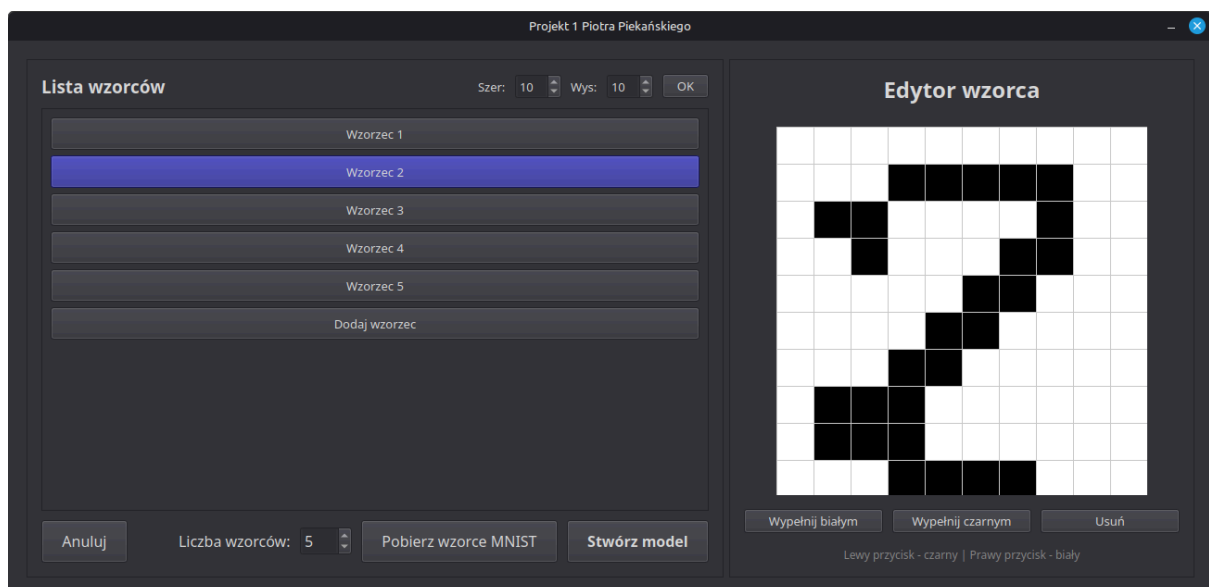 Projekt 1 Piotra Piekańskiego
Lista wzorców
Szer: 10 Wys: 10 OK
Wzorzec 1
Wzorzec 2
Wzorzec 3
Wzorzec 4
Wzorzec 5
Dodaj wzorzec
Anuluj
Liczba wzorców: 5
Pobierz wzorce MNIST
Stwórz model
Edytor wzorca
Wypełnij białym
Wypełnij czarnym
Usuń
Lewy przycisk - czarny | Prawy przycisk - biały